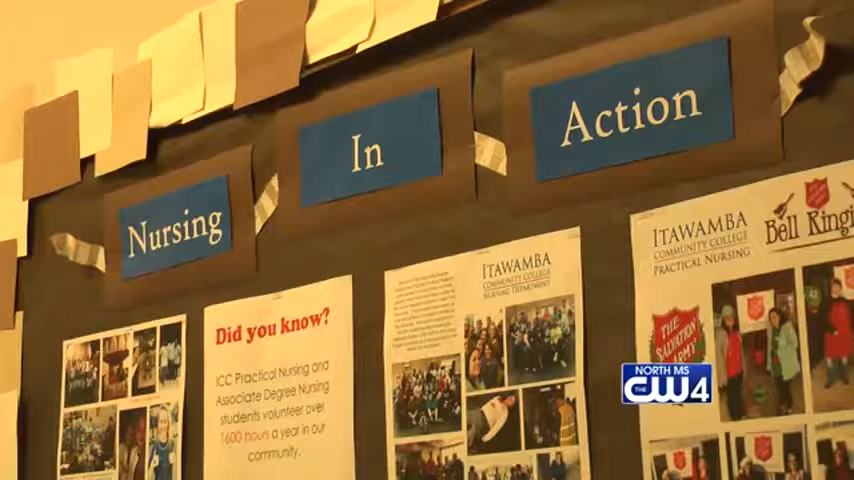 Nursing
In
Action
Did you know?
ICC Practical Nursing and
Associate Degree Nursing
students volunteer over
1600 hours a year in our
community.
ITAWAMBA
COMMUNITY COLLEGE
NURSING DEPARTMENT
ITAWAMBA
COMMUNITY COLLEGE
PRACTICAL NURSING
Bell Ringi
THE
SALVATION
ARMY
NORTH MS
THE CW 4